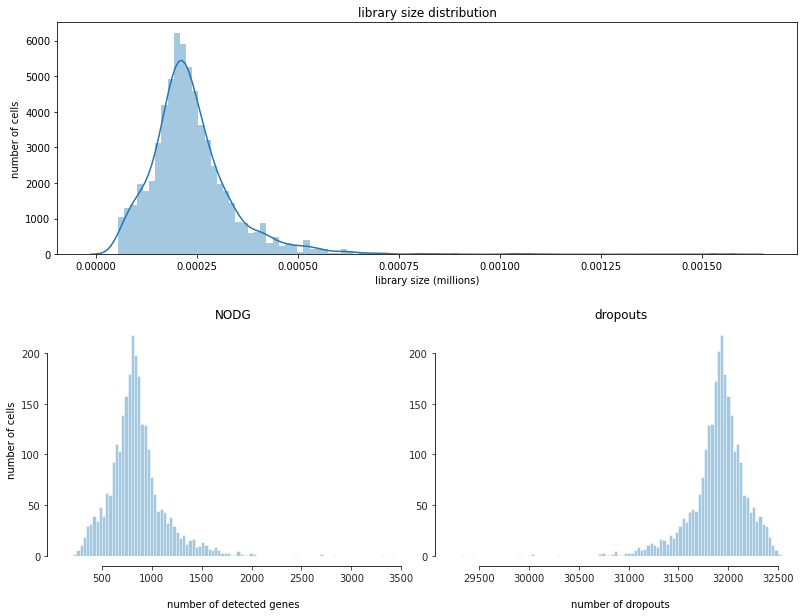 library size distribution
number of cells
6000
5000
4000
3000
2000
1000
0
0.00000 0.00025 0.00050 0.00075 0.00100 0.00125 0.00150
library size (millions)
NODG
number of cells
200
150
100
50
0
500 1000 1500 2000 2500 3000 3500
number of detected genes
dropouts
200
150
100
50
0
29500 30000 30500 31000 31500 32000 32500
number of dropouts